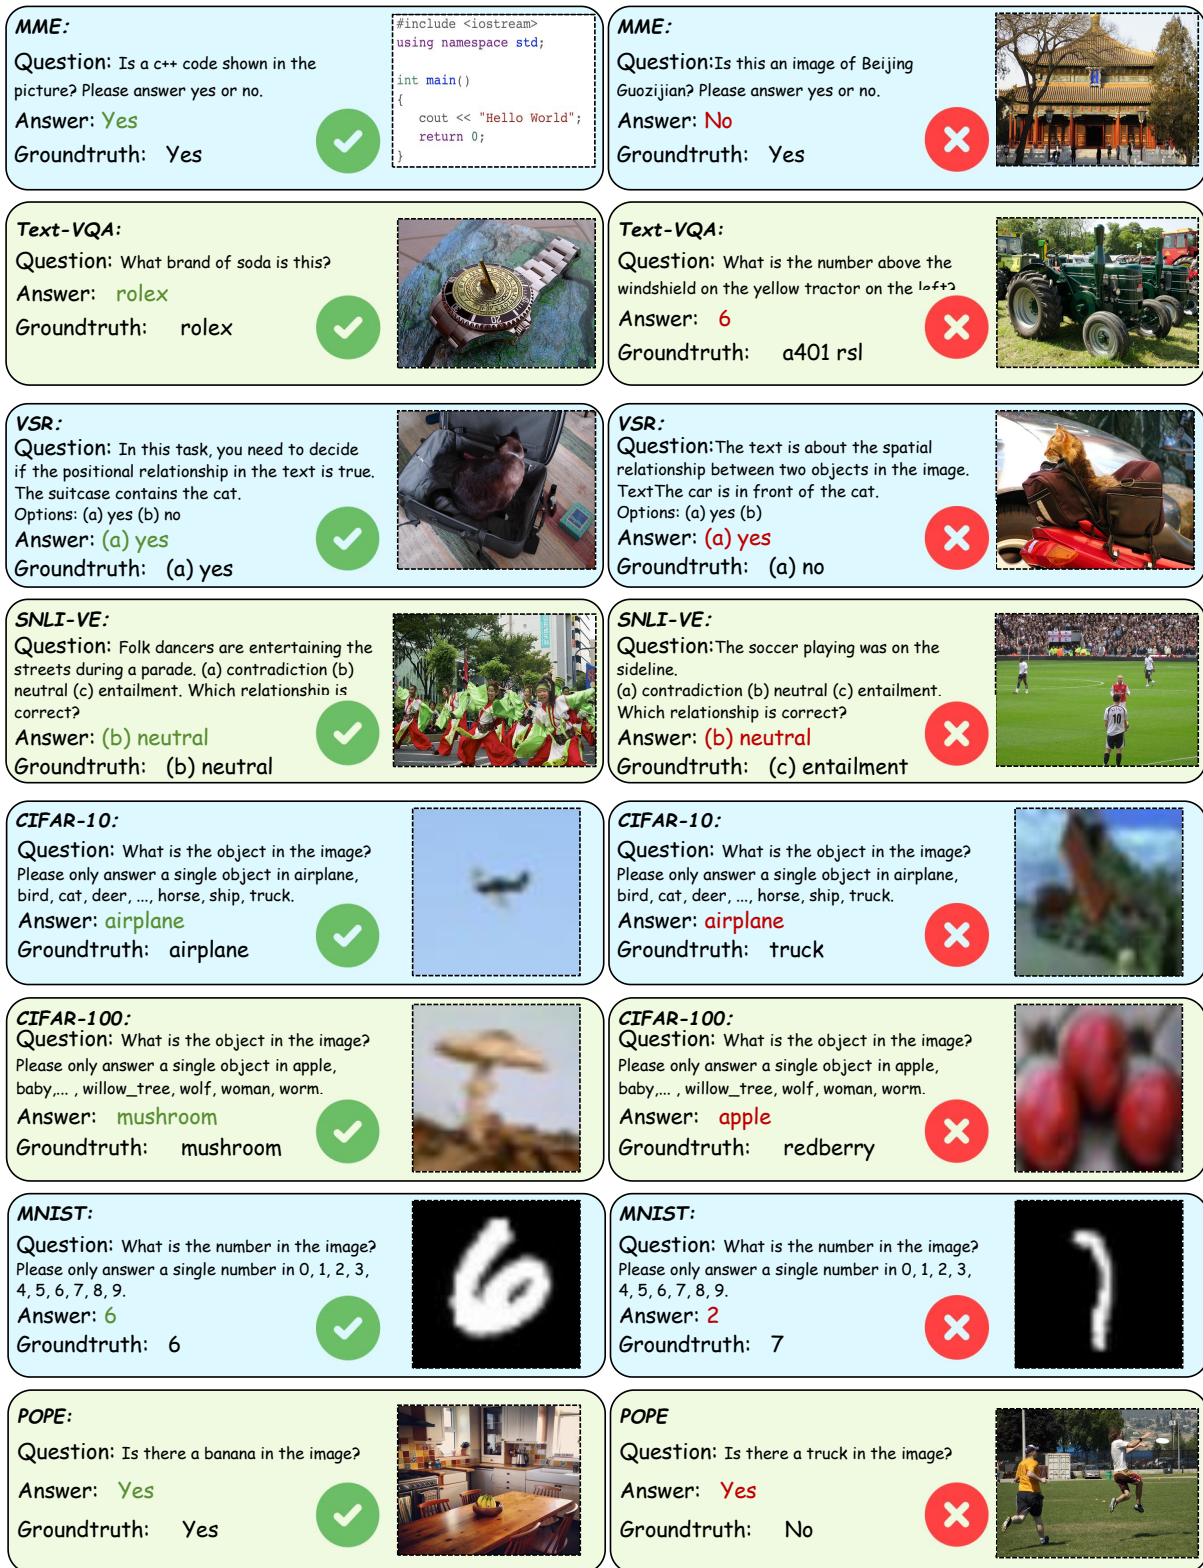 MME:
Question: Is a c++ code shown in the
picture? Please answer yes or no.
Answer: Yes
Groundtruth: Yes
#include <iostream>
using namespace std;
int main()
{
cout << "Hello World";
return 0;
}
MME:
Question:Is this an image of Beijing
Guozijian? Please answer yes or no.
Answer: No
Groundtruth: Yes
Text-VQA:
Question: What brand of soda is this?
Answer: rolex
Groundtruth: rolex
Text-VQA:
Question: What is the number above the
windshield on the yellow tractor on the left?
Answer: 6
Groundtruth: a401 rsl
VSR:
Question: In this task, you need to decide
if the positional relationship in the text is true.
The suitcase contains the cat.
Options: (a) yes (b) no
Answer: (a) yes
Groundtruth: (a) yes
VSR:
Question:The text is about the spatial
relationship between two objects in the image.
TextThe car is in front of the cat.
Options: (a) yes (b)
Answer: (a) yes
Groundtruth: (a) no
SNLI-VE:
Question: Folk dancers are entertaining the
streets during a parade. (a) contradiction (b)
neutral (c) entailment. Which relationship is
correct?
Answer: (b) neutral
Groundtruth: (b) neutral
SNLI-VE:
Question:The soccer playing was on the
sideline.
(a) contradiction (b) neutral (c) entailment.
Which relationship is correct?
Answer: (b) neutral
Groundtruth: (c) entailment
10
CIFAR-10:
Question: What is the object in the image?
Please only answer a single object in airplane,
bird, cat, deer, ..., horse, ship, truck.
Answer: airplane
Groundtruth: airplane
CIFAR-10:
Question: What is the object in the image?
Please only answer a single object in airplane,
bird, cat, deer, ..., horse, ship, truck.
Answer: airplane
Groundtruth: truck
CIFAR-100:
Question: What is the object in the image?
Please only answer a single object in apple,
baby,... , willow_tree, wolf, woman, worm.
Answer: mushroom
Groundtruth: mushroom
CIFAR-100:
Question: What is the object in the image?
Please only answer a single object in apple,
baby,... , willow_tree, wolf, woman, worm.
Answer: apple
Groundtruth: redberry
MNIST:
Question: What is the number in the image?
Please only answer a single number in 0, 1, 2, 3,
4, 5, 6, 7, 8, 9.
Answer: 6
Groundtruth: 6
6
MNIST:
Question: What is the number in the image?
Please only answer a single number in 0, 1, 2, 3,
4, 5, 6, 7, 8, 9.
Answer: 2
Groundtruth: 7
7
POPE:
Question: Is there a banana in the image?
Answer: Yes
Groundtruth: Yes
POPE
Question: Is there a truck in the image?
Answer: Yes
Groundtruth: No